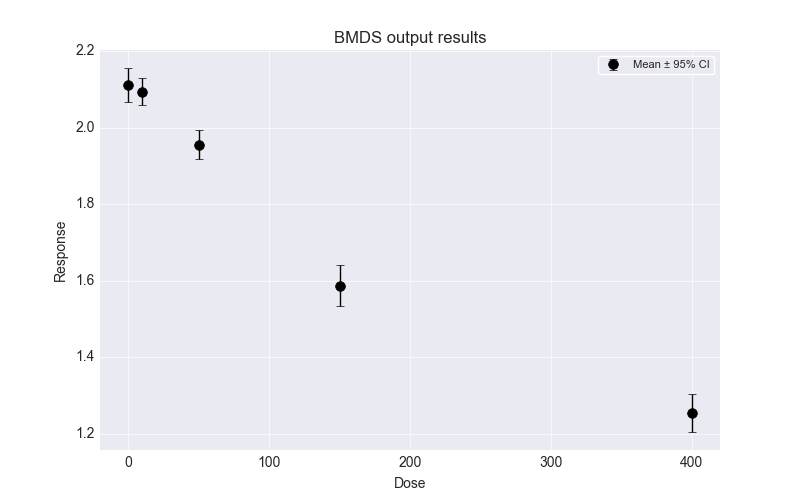 BMDS output results
Mean ± 95% CI
Response
2.2
2.0
1.8
1.6
1.4
1.2
0 100 200 300 400
Dose